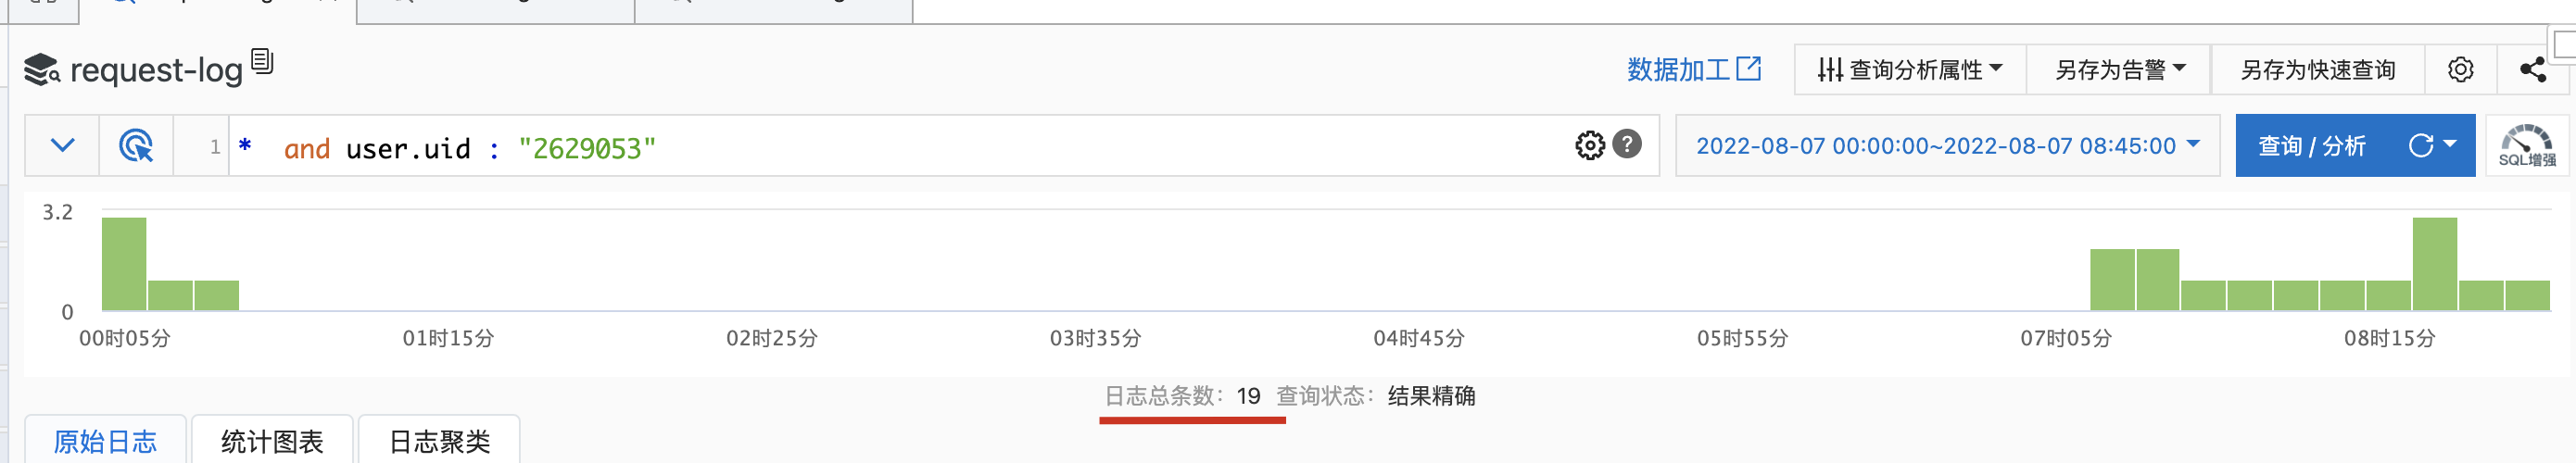 request-log
数据加工
查询分析属性
另存为告警
另存为快速查询
1
* and user.uid : "2629053"
?
2022-08-07 00:00:00~2022-08-07 08:45:00
查询 / 分析
SQL增强
3.2
0
00时05分
01时15分
02时25分
03时35分
04时45分
05时55分
07时05分
08时15分
日志总条数: 19 查询状态: 结果精确
原始日志
统计图表
日志聚类